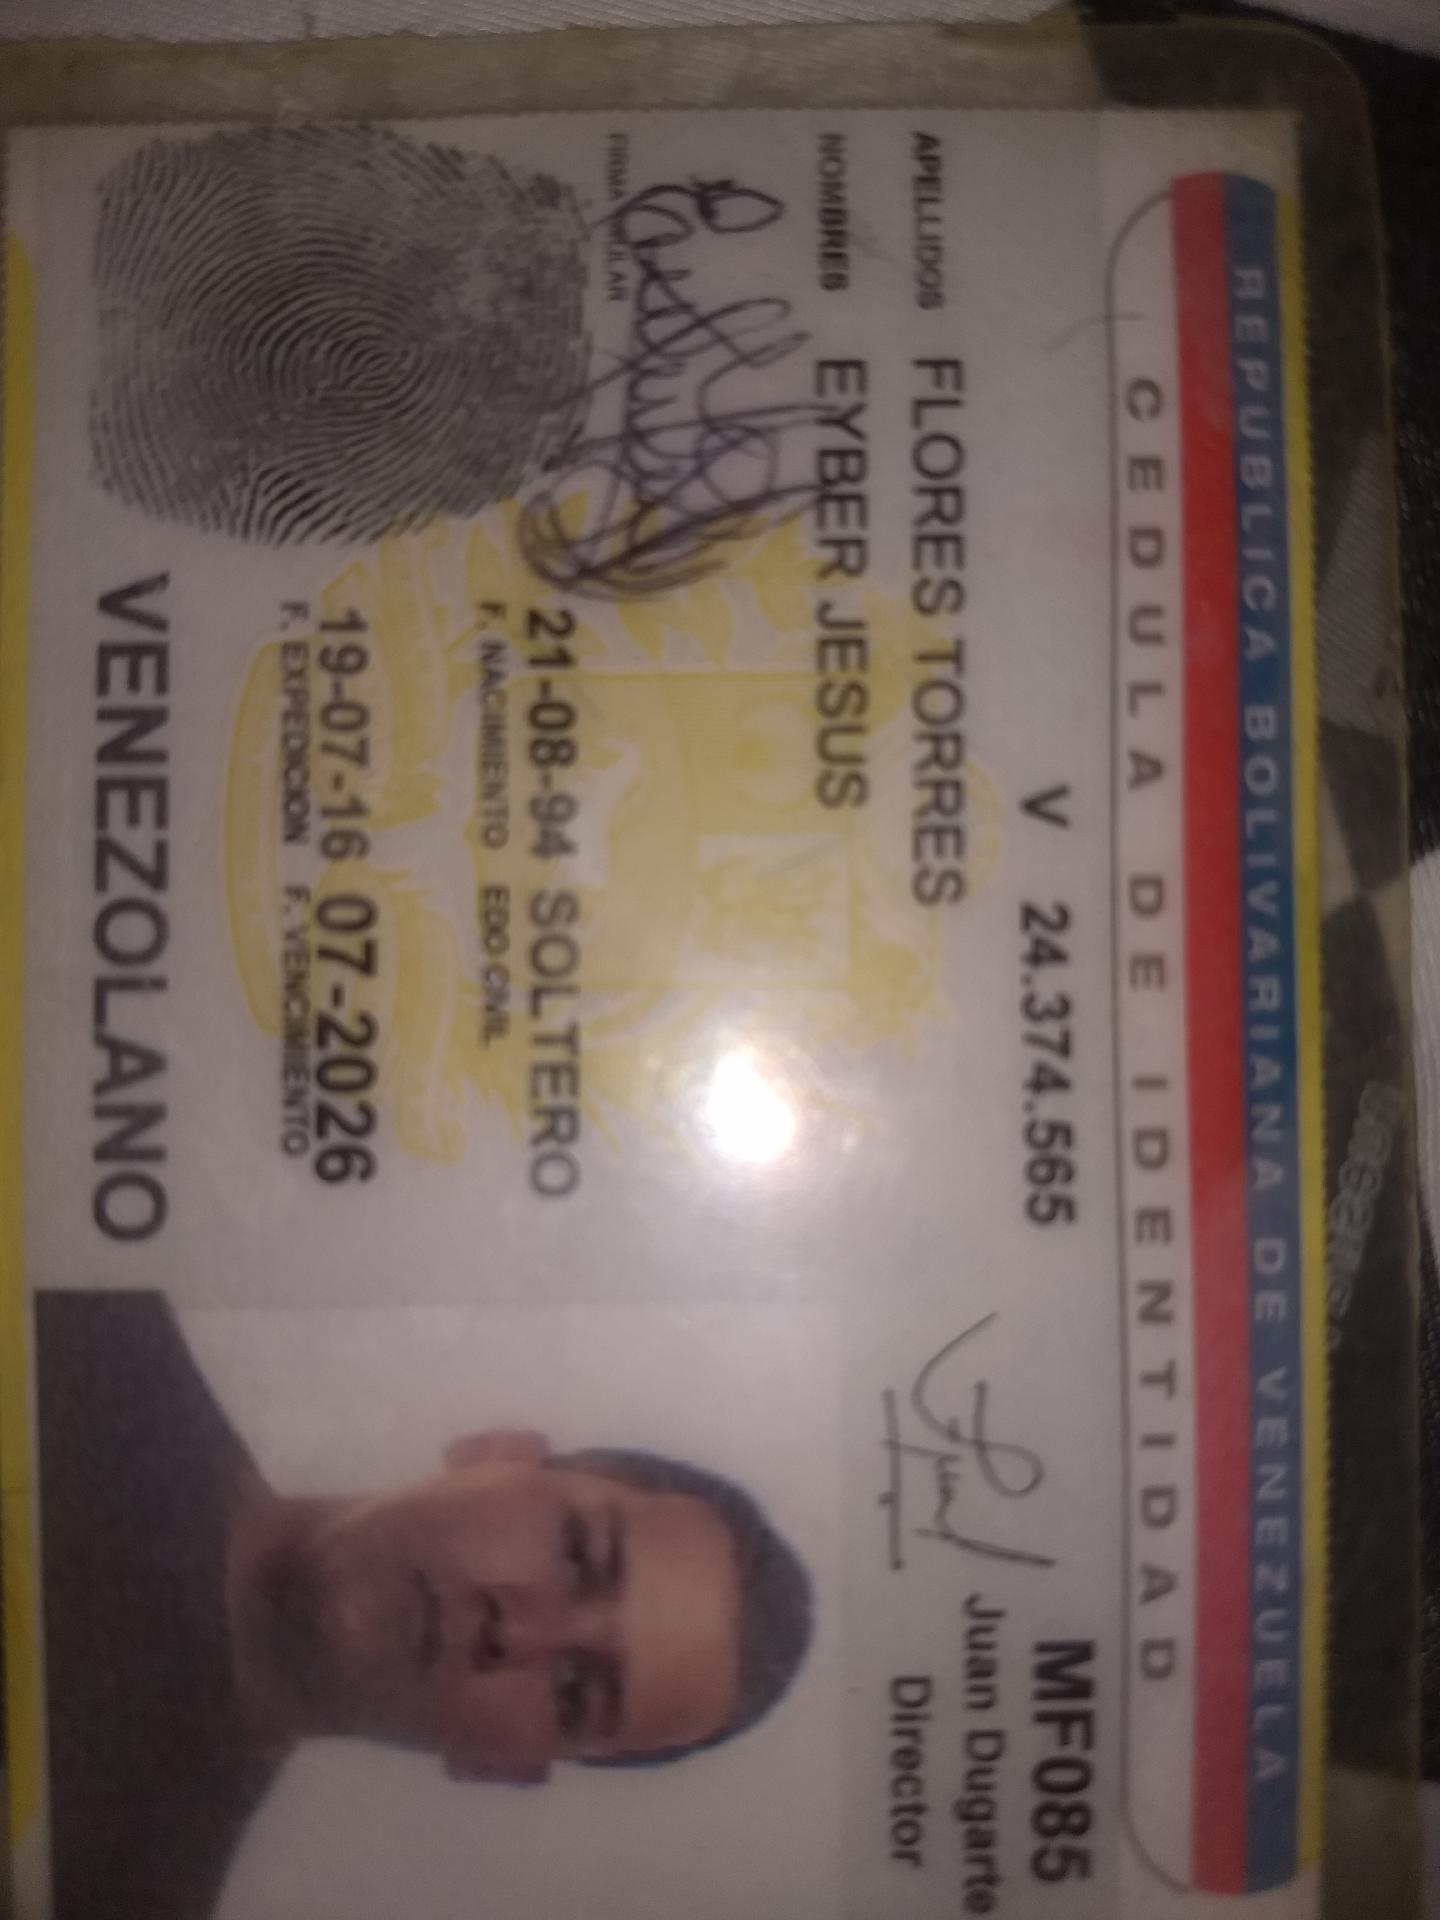 REPUBLICA BOLIVARIANA DE VENEZUELA
CEDULA DE IDENTIDAD
V 24.374.565
MF085
Juan Dugarte
Director
APELLIDOS FLORES TORRES
NOMBRES EYBER JESUS
FIRMA
21-08-94 SOLTERO
F. NACIMIENTO EDO CIVIL
19-07-16 07-2026
F. EXPEDICION F. VENCIMIENTO
VENEZOLANO